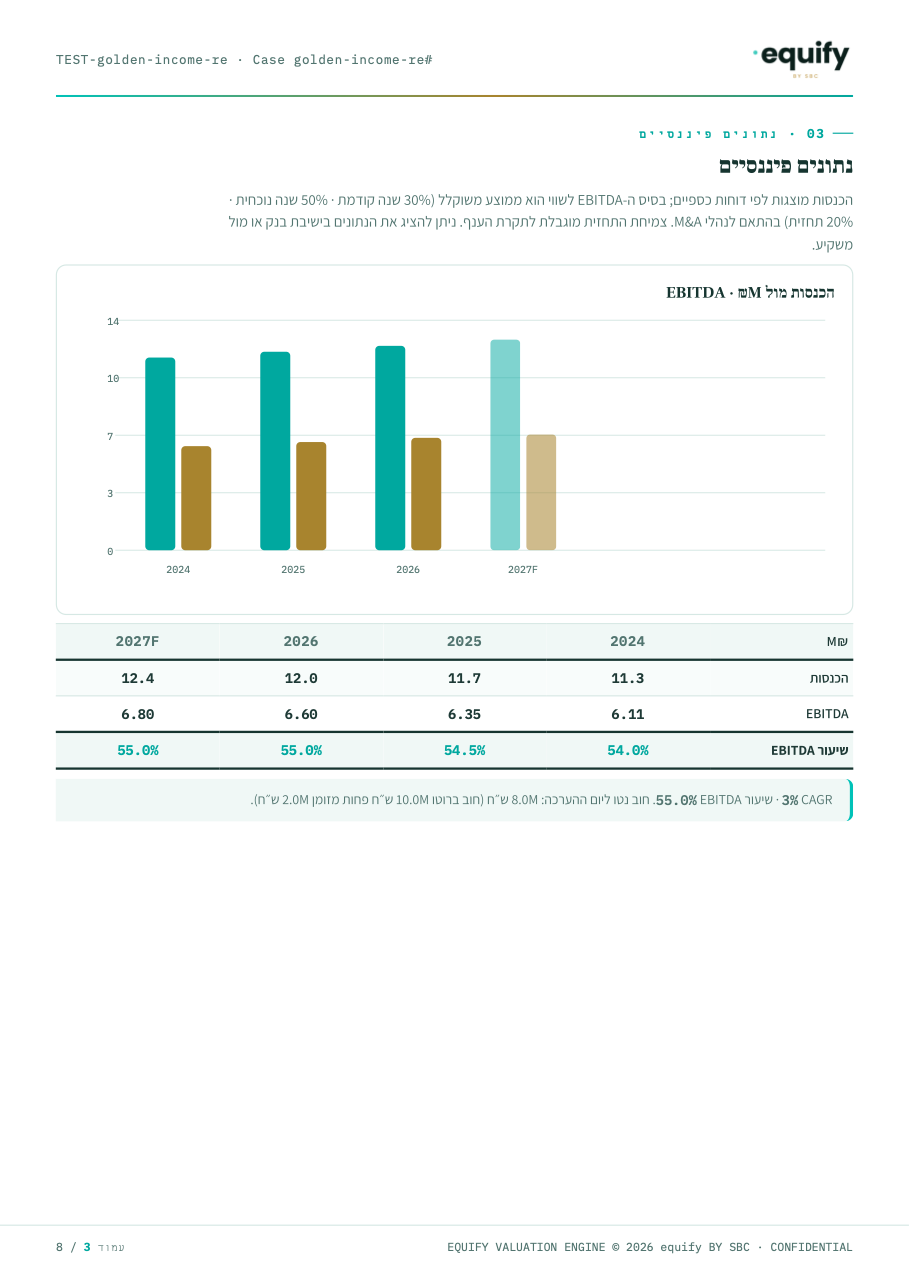 TEST-golden-income-re · Case golden-income-re#
equify
BY SBC
03 · נתונים פיננסיים
נתונים פיננסיים
הכנסות מוצגות לפי דוחות כספיים; בסיס ה-EBITDA לשווי הוא ממוצע משוקלל (30% שנה קודמת · 50% שנה נוכחית ·
20% תחזית) בהתאם לנהלי M&A. צמיחת התחזית מוגבלת לתקרת הענף. ניתן להציג את הנתונים בישיבת בנק או מול
משקיע.
הכנסות מול EBITDA · ₪M
14
10
7
3
0
2024 2025 2026 2027F
₪M 2024 2025 2026 2027F
הכנסות 11.3 11.7 12.0 12.4
EBITDA 6.11 6.35 6.60 6.80
שיעור EBITDA 54.0% 54.5% 55.0% 55.0%
CAGR 3% · שיעור EBITDA 55.0%. חוב נטו ליום ההערכה: 8.0M ש״ח (חוב ברוטו 10.0M ש״ח פחות מזומן 2.0M ש״ח).
עמוד 3 / 8
EQUIFY VALUATION ENGINE © 2026 equify BY SBC · CONFIDENTIAL